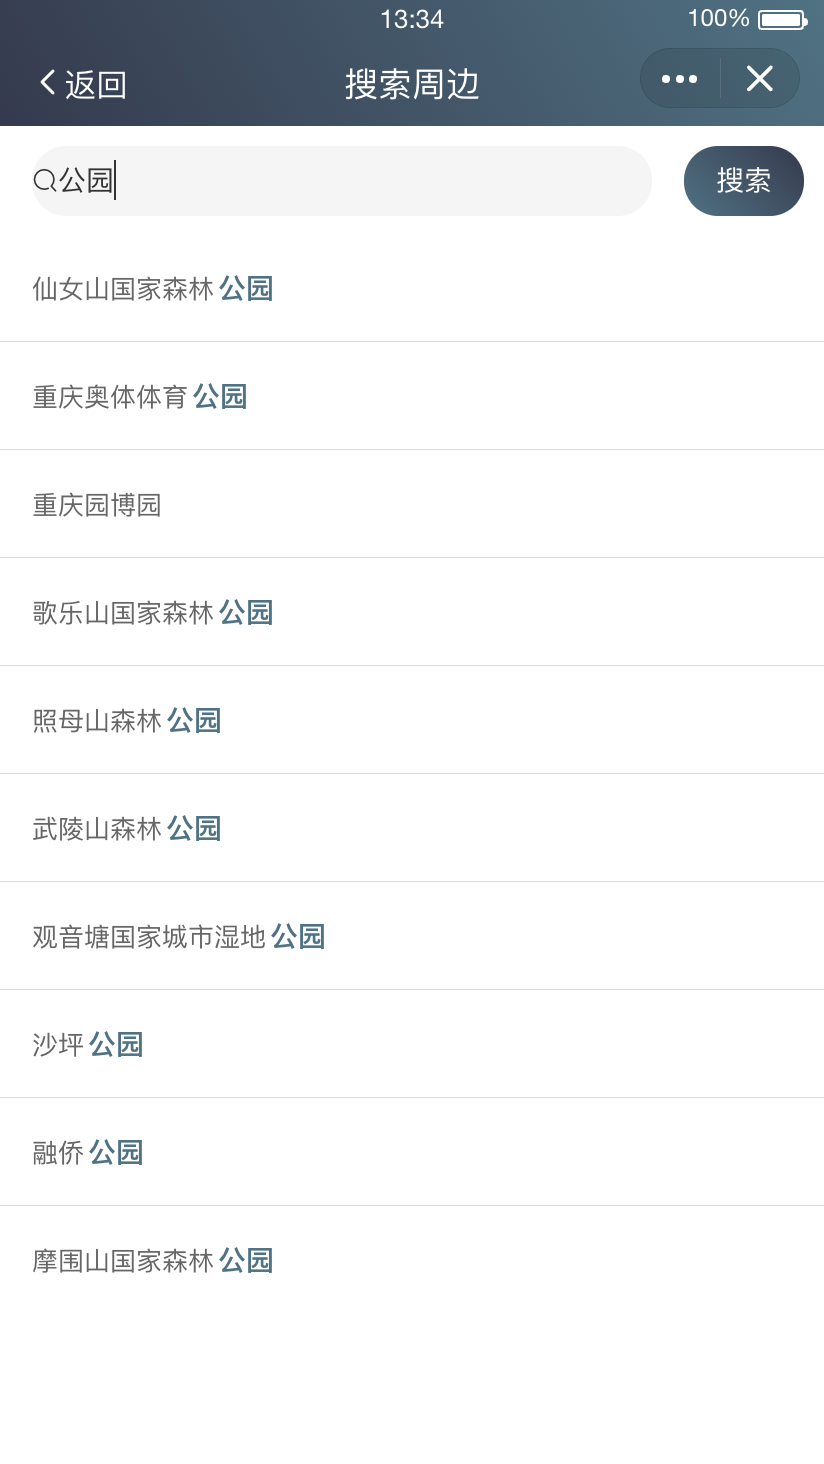 13:34
100%
返回
搜索周边
公园
搜索
仙女山国家森林公园
重庆奥体体育公园
重庆园博园
歌乐山国家森林公园
照母山森林公园
武陵山森林公园
观音塘国家城市湿地公园
沙坪公园
融侨公园
摩围山国家森林公园